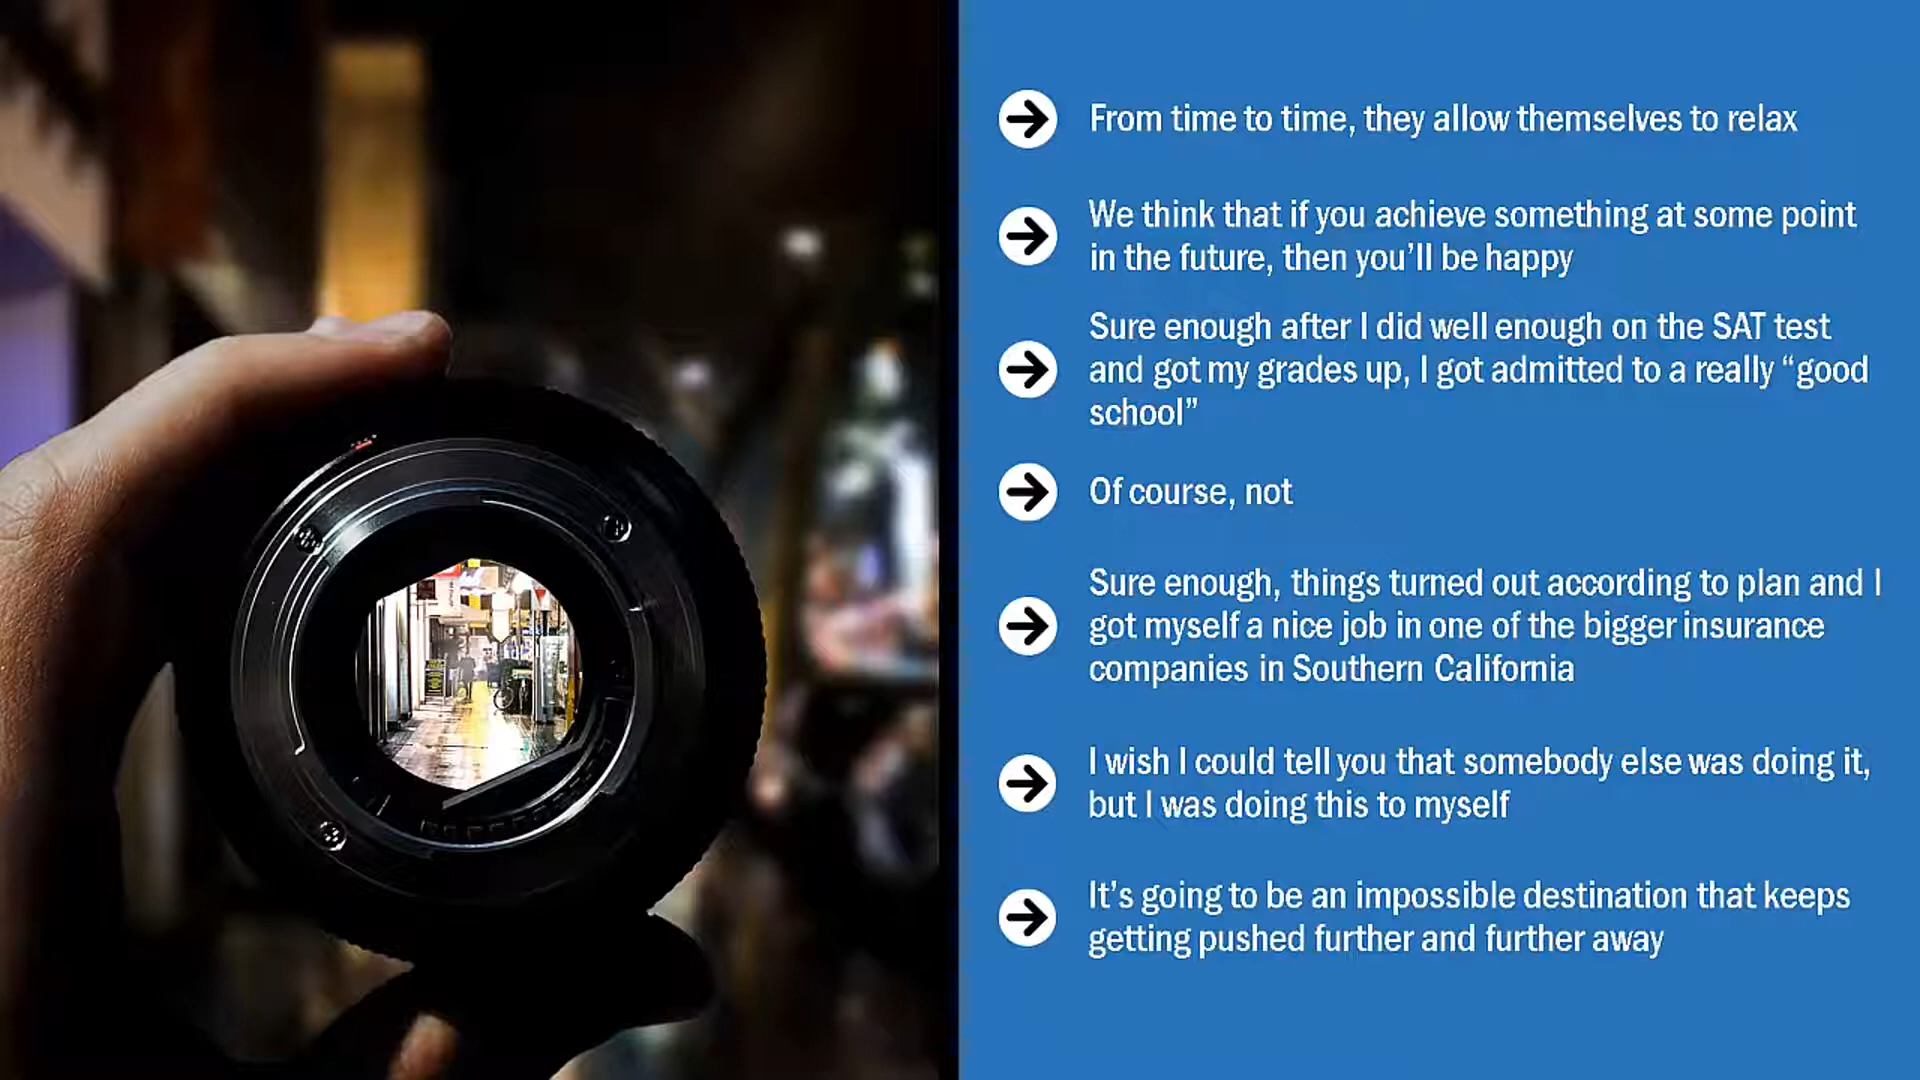 From time to time, they allow themselves to relax
We think that if you achieve something at some point
in the future, then you’ll be happy
Sure enough after I did well enough on the SAT test
and got my grades up, I got admitted to a really “good
school”
Of course, not
Sure enough, things turned out according to plan and I
got myself a nice job in one of the bigger insurance
companies in Southern California
I wish I could tell you that somebody else was doing it,
but I was doing this to myself
It’s going to be an impossible destination that keeps
getting pushed further and further away